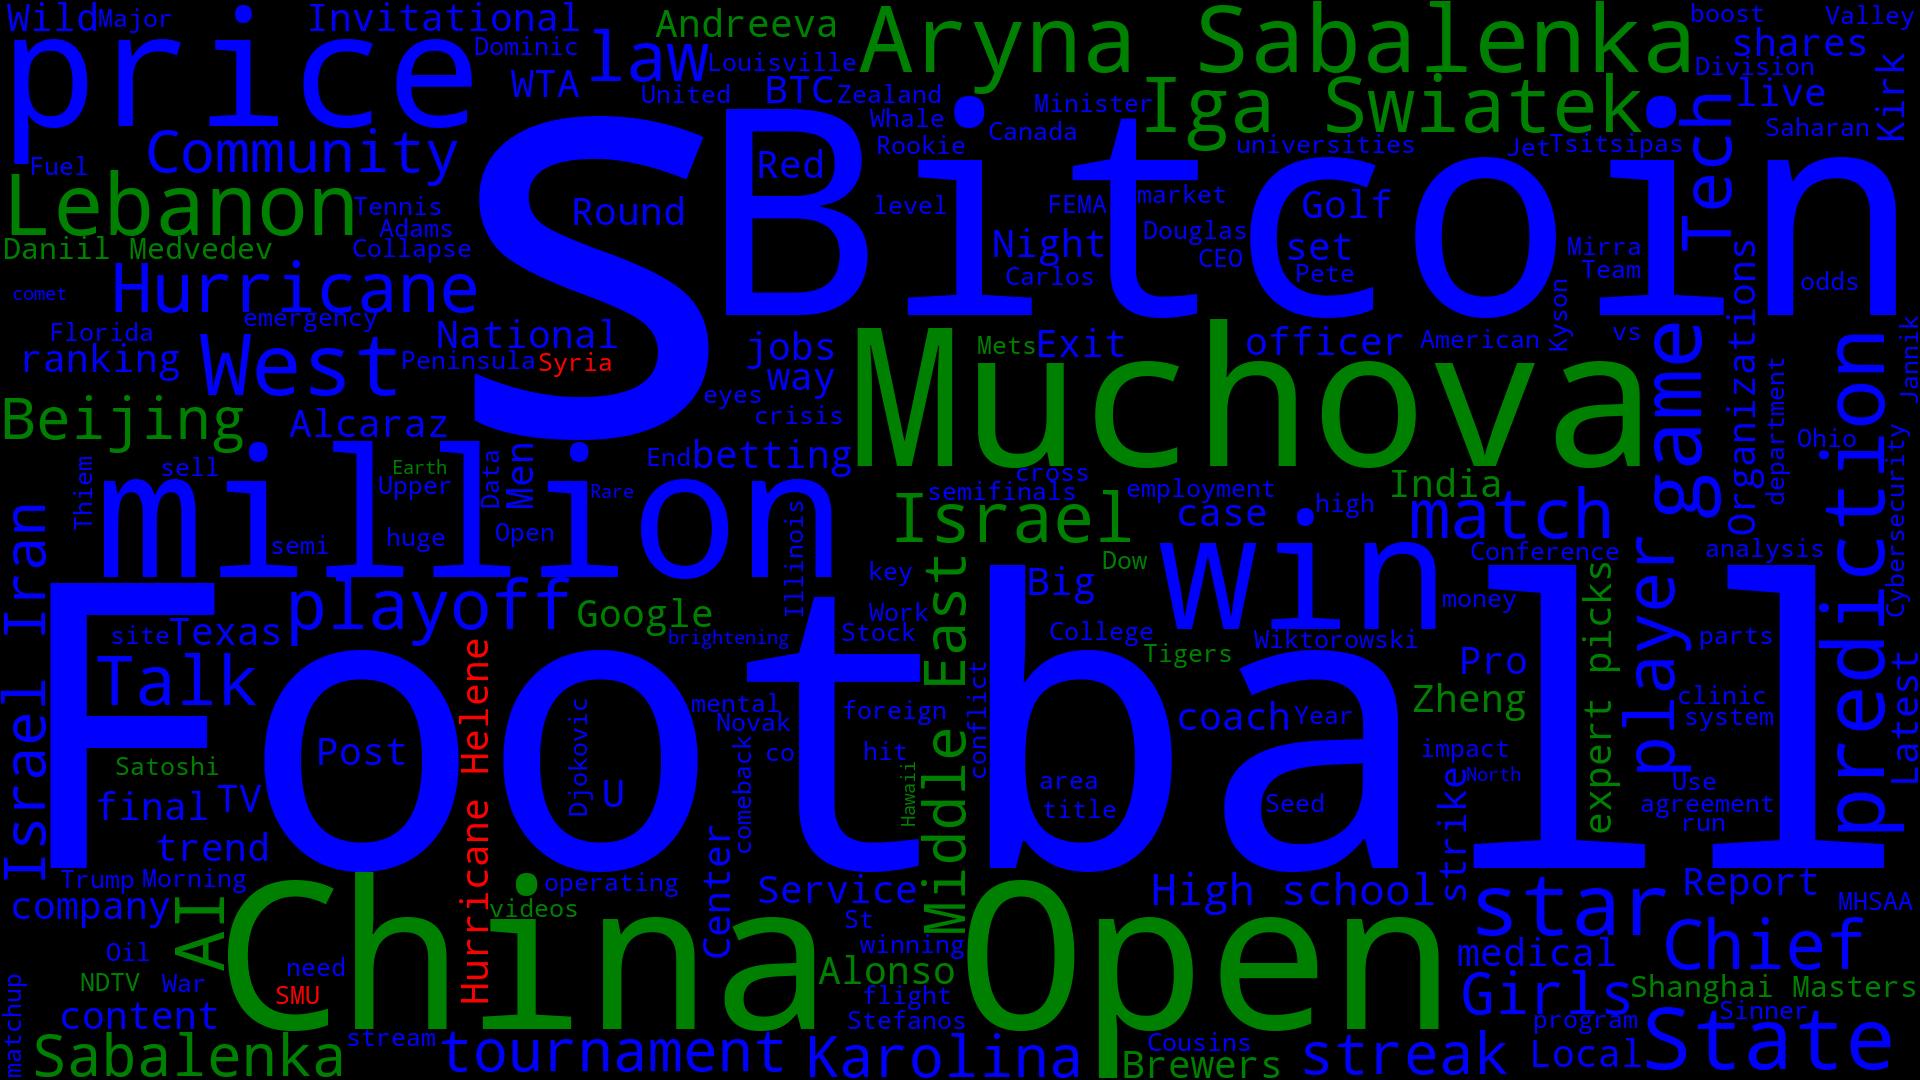 Wild
Major
Invitational
Andreeva
Aryna Sabalenka
boost
Valley
price
Dominic
law
Louisville
shares
Division
WTA
United
BTC
Zealand
Minister
Iga Swiatek
live
Kirk
Tech
Community
Whale
Canada
Rookie
universities
Jet
Tsitsipas
Saharan
Fuel
S
Bitcoin
Red
Lebanon
Tennis
Round
level
FEMA
market
Golf
Adams
Daniil Medvedev
Collapse
Night
Douglas
set
Mirra
CEO
Team
Carlos
Pete
Hurricane
comet
odds
Organizations
Kyson
emergency
Florida
National
jobs
Mets
Exit
officer
American
vs
Jannik
ranking
West
Peninsula
Syria
way
Muchova
game
prediction
department
eyes
Beijing
Alcaraz
crisis
Ohio
End
betting
Thiem
sell
Earth
Upper
Data
Men
Rare
cross
semifinals
employment
India
high
match
Cybersecurity
million
semi
huge
Open
Illinois
Israel
case
Israel Iran
Conference
analysis
key
Dow
win
Big
money
playoff
Google
Work
Stock
site
Texas
brightening
College
Wiktorowski
Tigers
parts
player
expert picks
Football
Talk
Hurricane Helene
Middle East
conflict
Pro
Zheng
clinic
system
Latest
mental
Novak
foreign
coach
Year
Djokovic
Post
co
hit
impact
North
Satoshi
comeback
Hawaii
area
title
Seed
strike
Use
agreement
run
final
TV
U
trend
Center
Trump
Morning
operating
Service
High school
star
Report
MHSAA
company
AI
China Open
videos
St
winning
Oil
need
Chief
medical
NDTV
War
SMU
Alonso
flight
Girls
Shanghai Masters
matchup
content
Stefanos
program
Sinner
Sabalenka
stream
tournament
Karolina
Cousins
Brewers
streak
Local
State